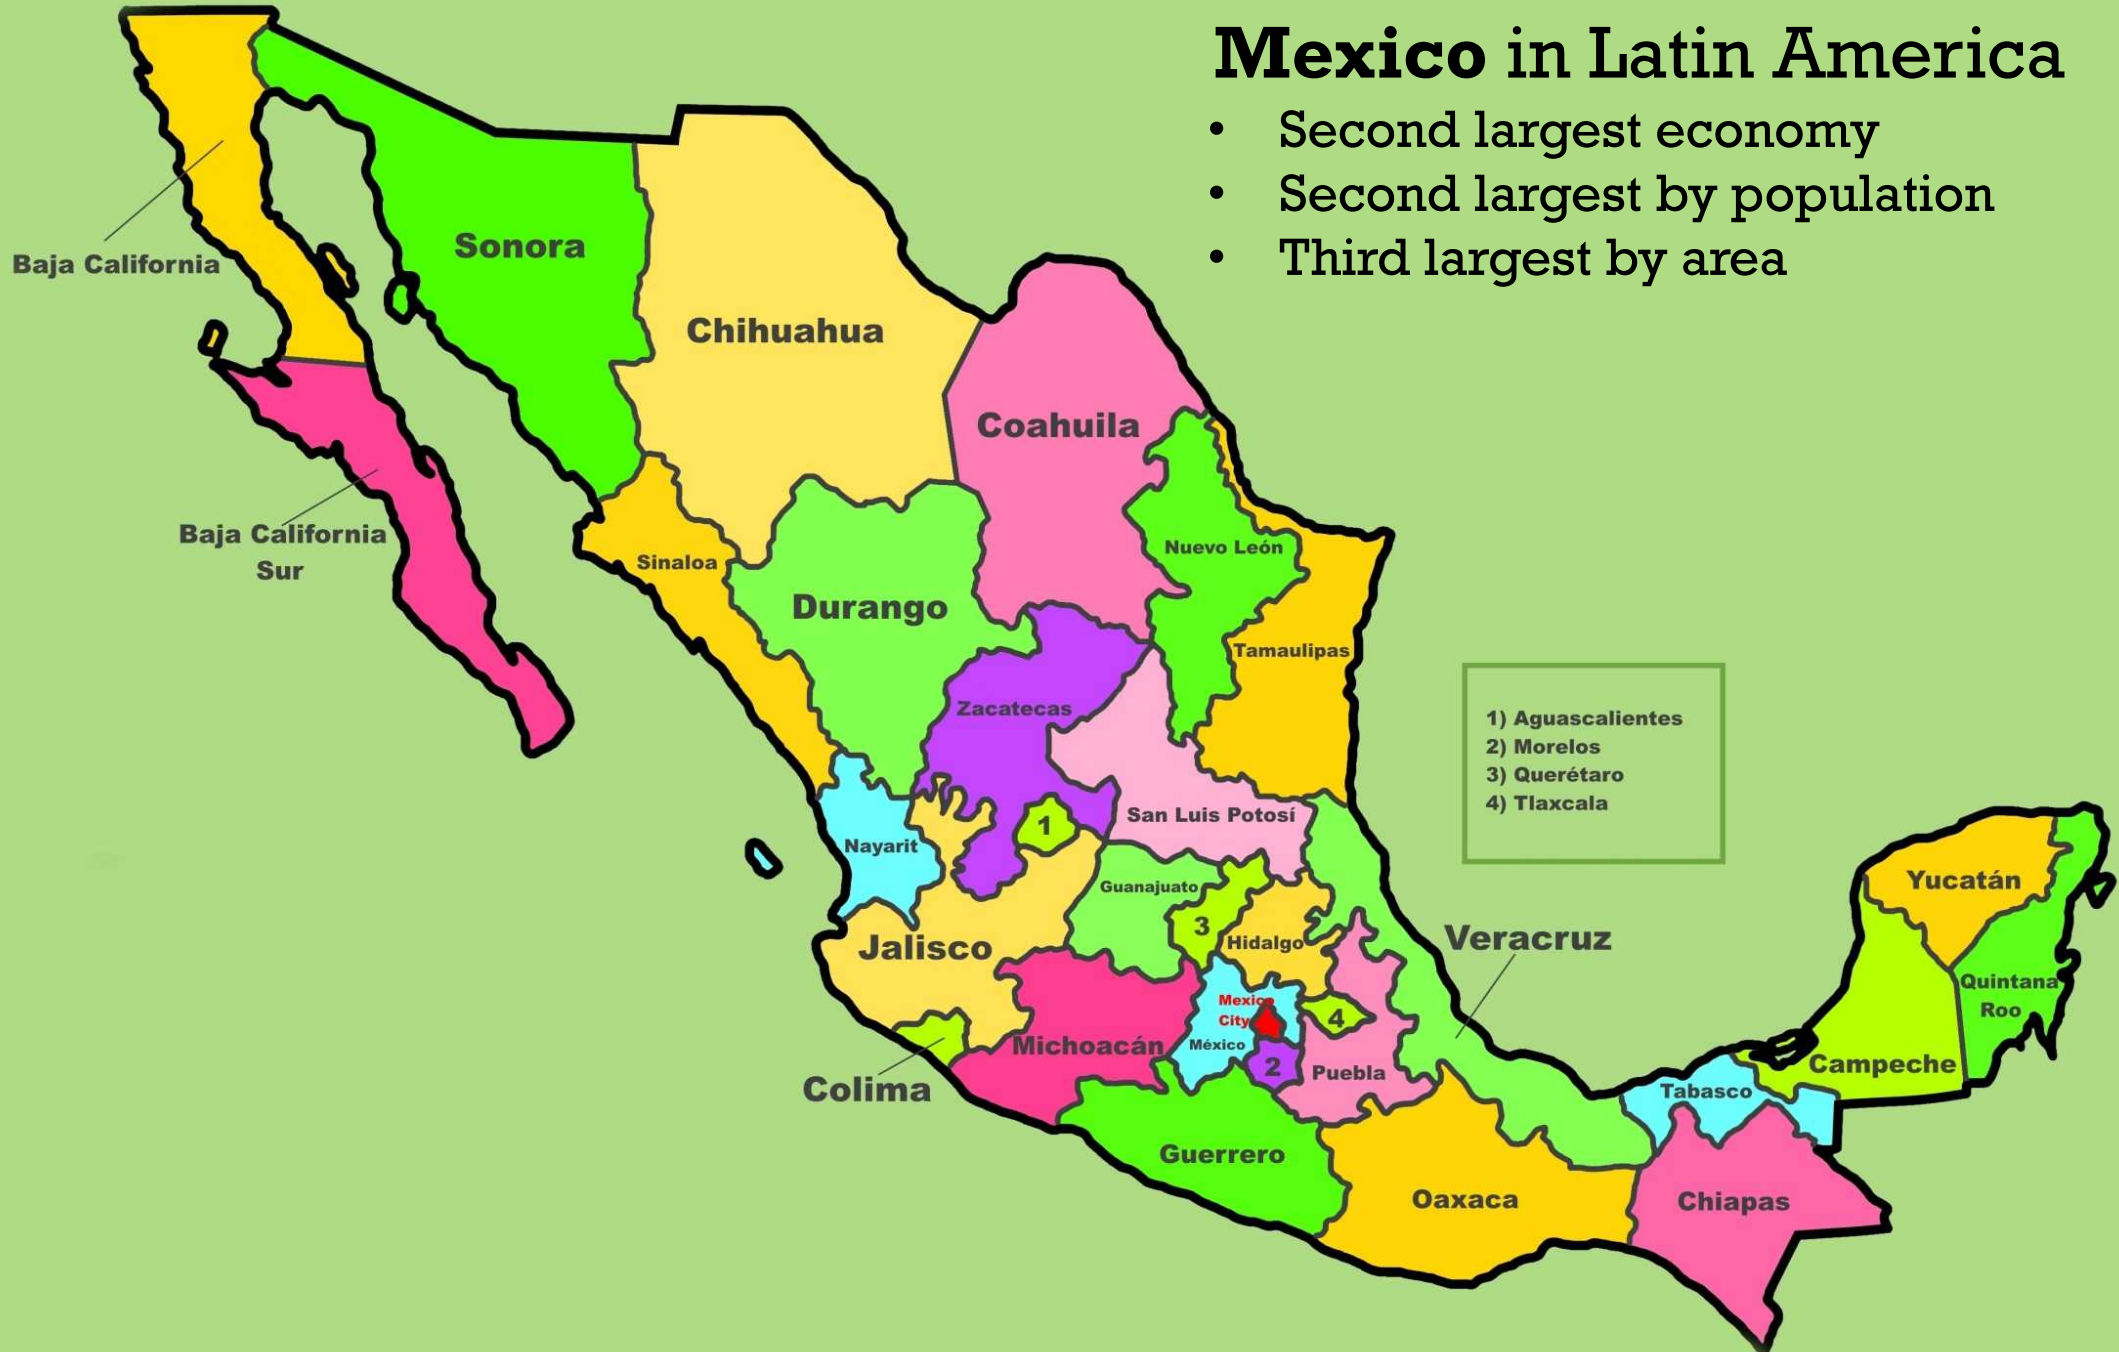 Mexico in Latin America
• Second largest economy
• Second largest by population
• Third largest by area
Baja California
Sonora
Chihuahua
Coahuila
Baja California
Sur
Sinaloa
Nuevo León
Durango
Tamaulipas
Zacatecas
1) Aguascalientes
2) Morelos
3) Querétaro
4) Tlaxcala
San Luis Potosí
1
Nayarit
Guanajuato
Yucatán
3
Hidalgo
Veracruz
Jalisco
Quintana
Roo
Mexico
City
4
México
Michoacán
2
Puebla
Campeche
Colima
Tabasco
Guerrero
Oaxaca
Chiapas